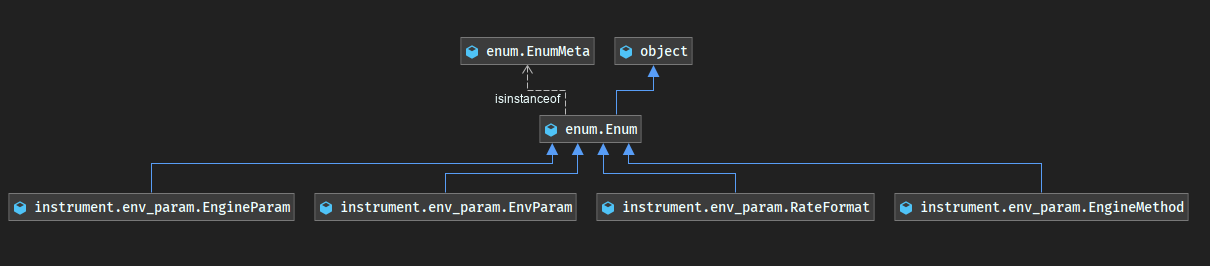 enum.EnumMeta
object
isinstanceof
enum.Enum
instrument.env_param.EngineParam
instrument.env_param.EnvParam
instrument.env_param.RateFormat
instrument.env_param.EngineMethod